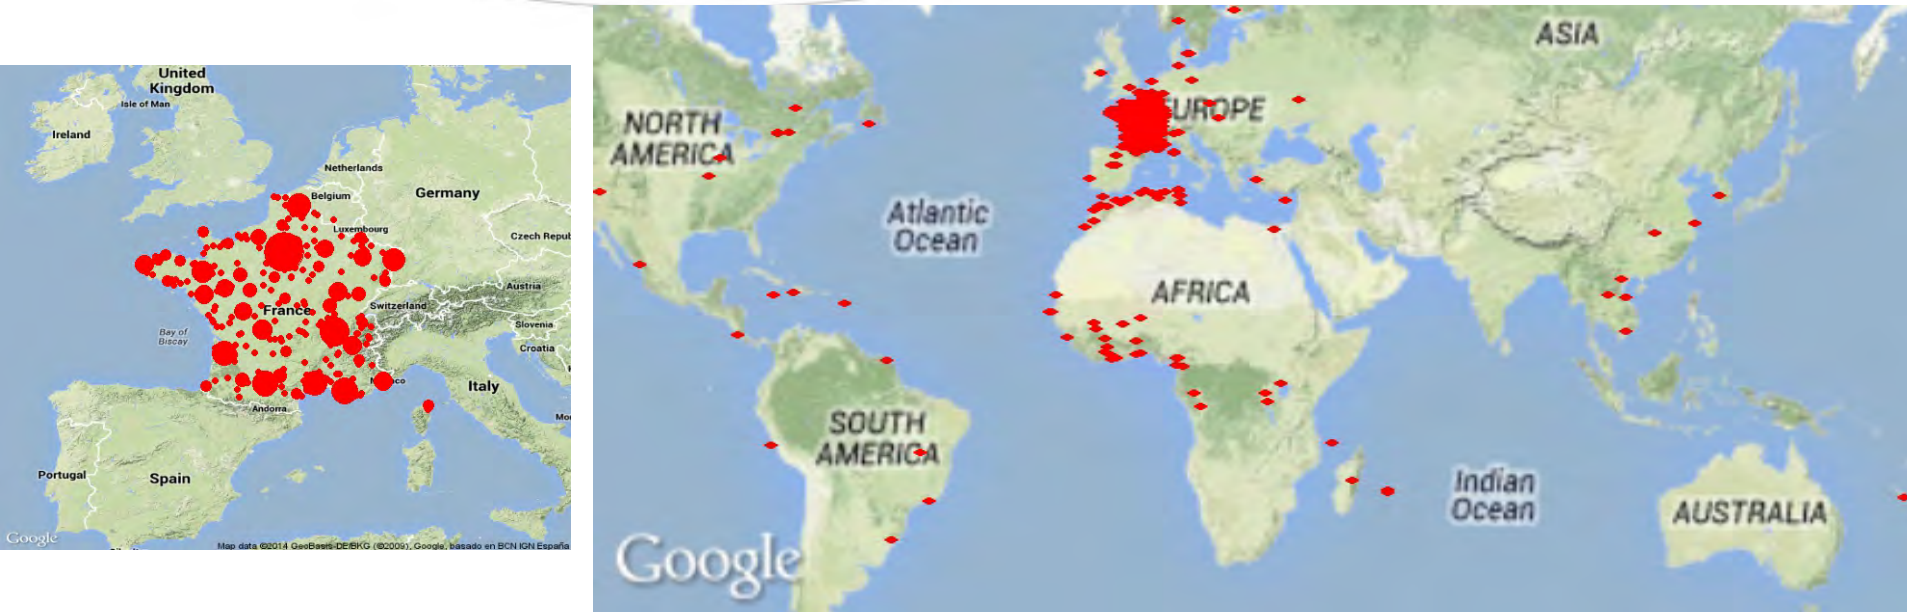 United
Kingdom
Isle of Man
Ireland
Netherlands
Belgium
Germany
Luxembourg
Czech Repub
Austria
Switzerland
France
Slovenia
Bay of
Biscay
Croatia
Italy
Andorra
Portugal
Spain
Google
Map data ©2014 GeoBasis-DE/BKG (©2009), Google, basado en BCN IGN España
ASIA
NORTH
AMERICA
EUROPE
Atlantic
Ocean
AFRICA
SOUTH
AMERICA
Indian
Ocean
AUSTRALIA
Google